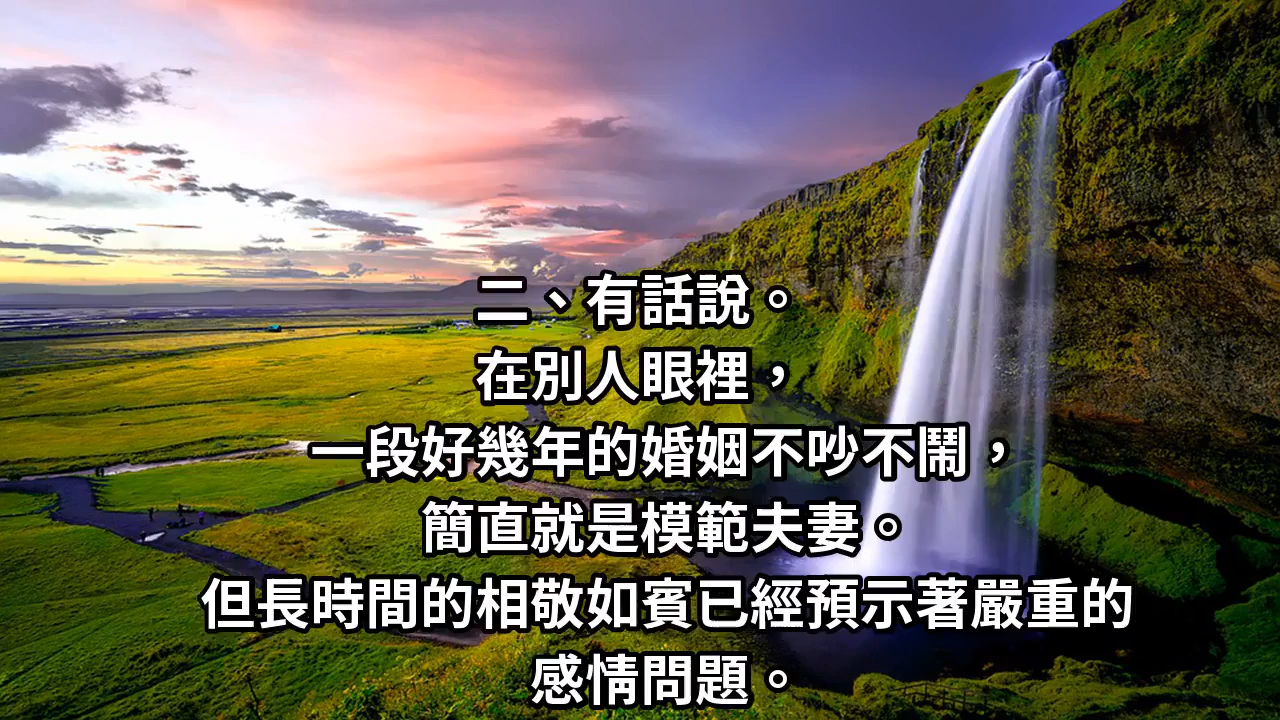 二、有話說。
在別人眼裡，
一段好幾年的婚姻不吵不鬧，
簡直就是模範夫妻。
但長時間的相敬如賓已經預示著嚴重的
感情問題。